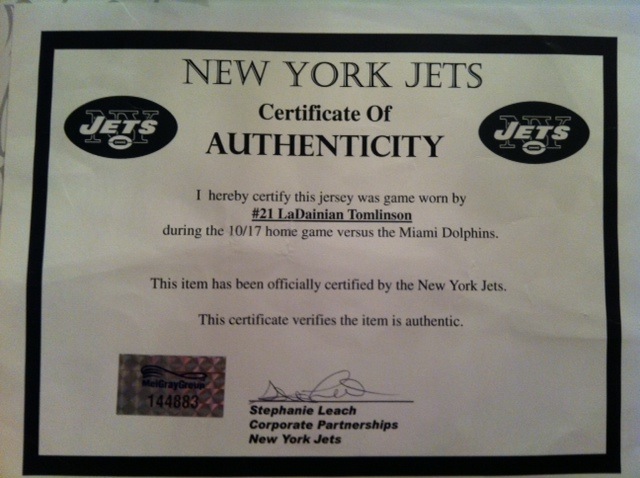 NEW YORK JETS
Certificate Of
AUTHENTICITY
NY JETS
NY JETS
I hereby certify this jersey was game worn by
#21 LaDainian Tomlinson
during the 10/17 home game versus the Miami Dolphins.
This item has been officially certified by the New York Jets.
This certificate verifies the item is authentic.
MeiGrayGroup
144883
Stephanie Leach
Corporate Partnerships
New York Jets